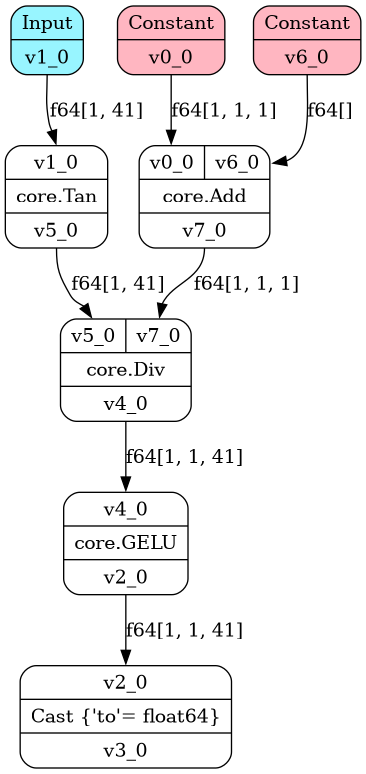 Input
v1_0
Constant
v0_0
Constant
v6_0
f64[1, 41]
f64[1, 1, 1]
f64[]
v1_0
core.Tan
v5_0
v0_0 v6_0
core.Add
v7_0
f64[1, 41]
f64[1, 1, 1]
v5_0 v7_0
core.Div
v4_0
f64[1, 1, 41]
v4_0
core.GELU
v2_0
f64[1, 1, 41]
v2_0
Cast {'to'= float64}
v3_0